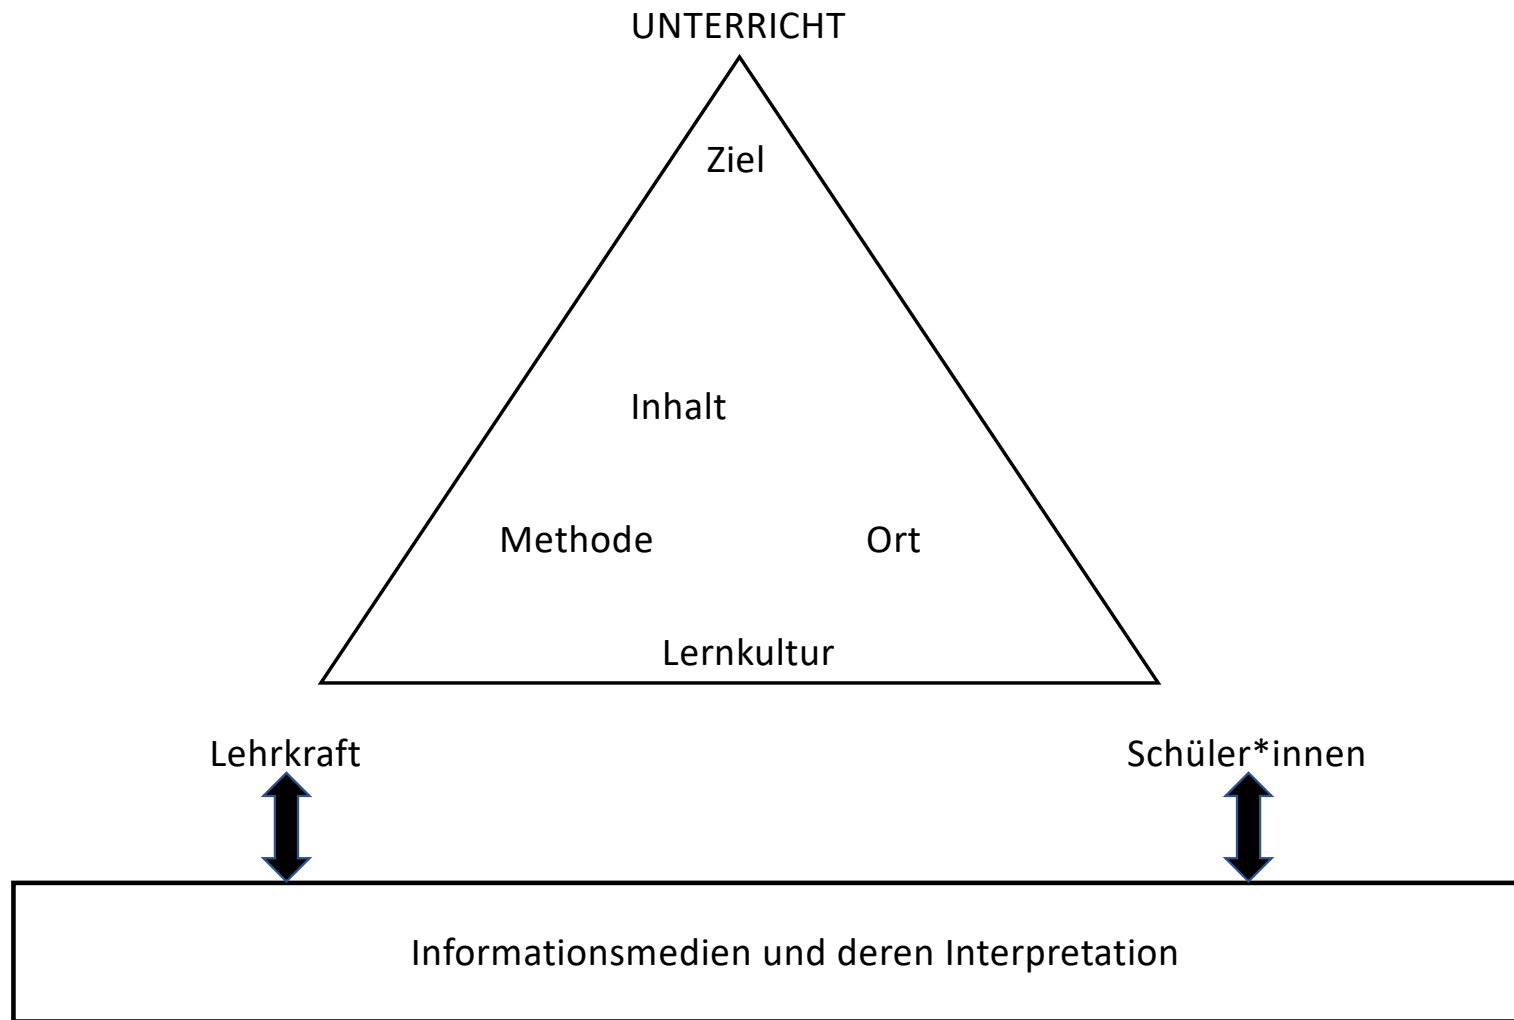 UNTERRICHT
Ziel
Inhalt
Methode Ort
Lernkultur
Lehrkraft Schüler*innen
Informationsmedien und deren Interpretation